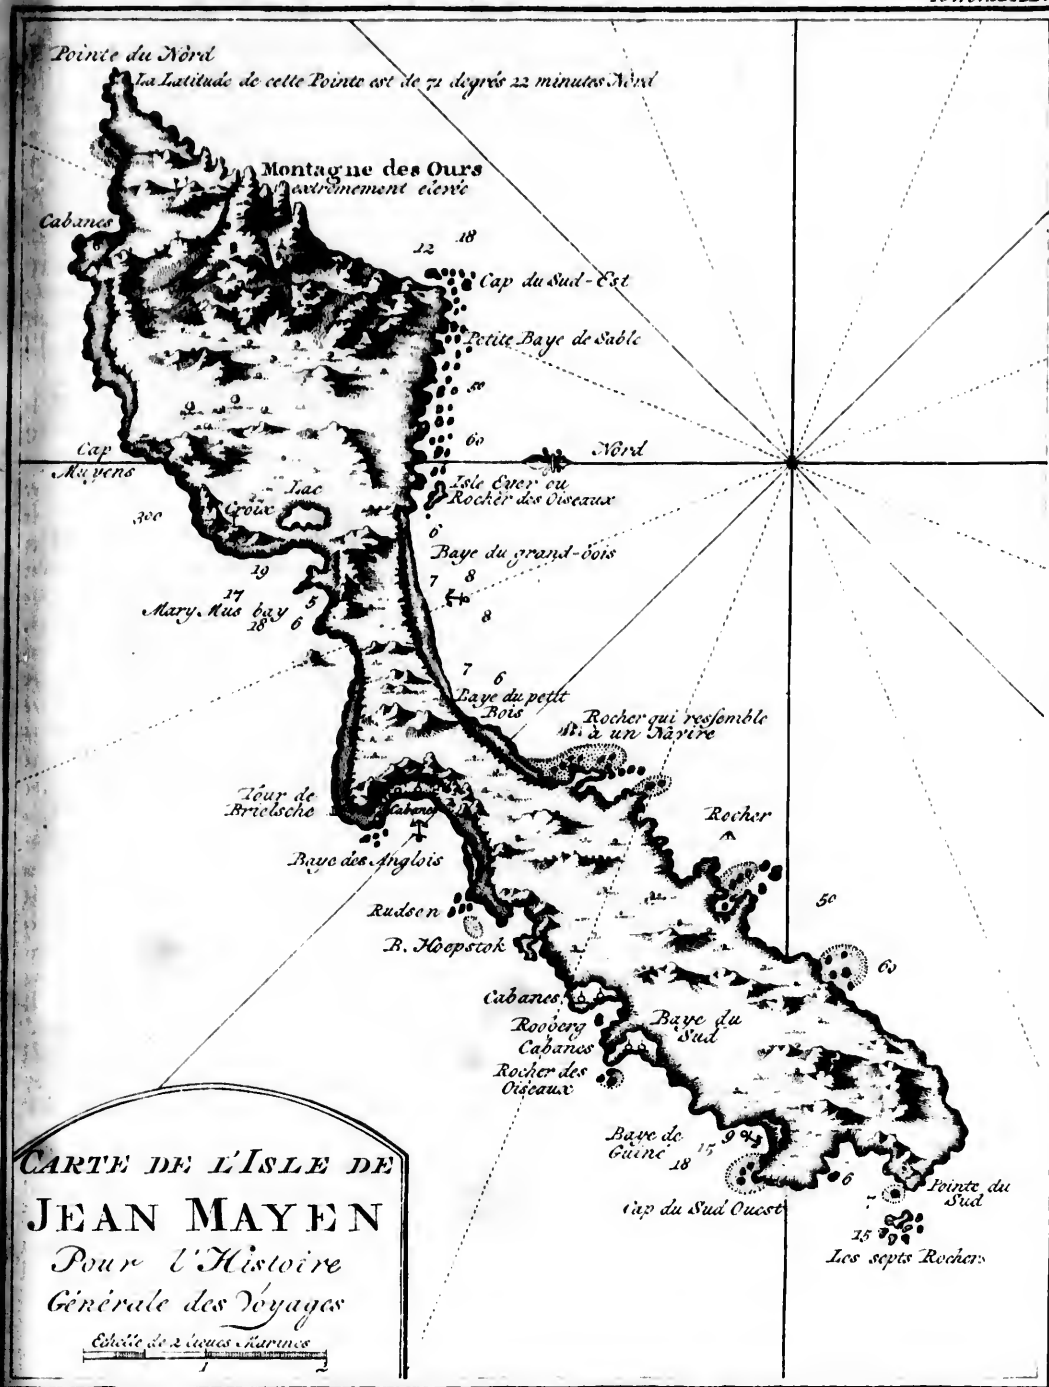 Pointe du Nord
La Latitude de cette Pointe est de 71 degrés 22 minutes Nord
Montagne des Ours
extrêmement élevée
Cabanes
12
18
Cap du Sud-Est
Petite Baye de Sable
50
60
Nord
Cap
Muyens
Isle Eyer ou
Rocher des Oiseaux
Lac
Croix
300
6
Baye du grand-bois
19
7
8
17
5
Mary Mus bay
18
6
8
7
6
Baye du petit
Bois
Rocher qui ressemble
à un Navire
Tour de
Brielsche
Cabanes
Rocher
Baye des Anglois
Rudsen
50
B. Hoepstok
60
Cabanes
Rooberg
Baye du
Sud
Cabanes
Rocher des
Oiseaux
Baye de
Guine
18
15
9
Cap du Sud Ouest
6
7
Pointe du
Sud
15
Les septs Rochers
CARTE DE L'ISLE DE
JEAN MAYEN
Pour l'Histoire
Générale des Voyages
Echelle de 2 lieues Marines
1
2